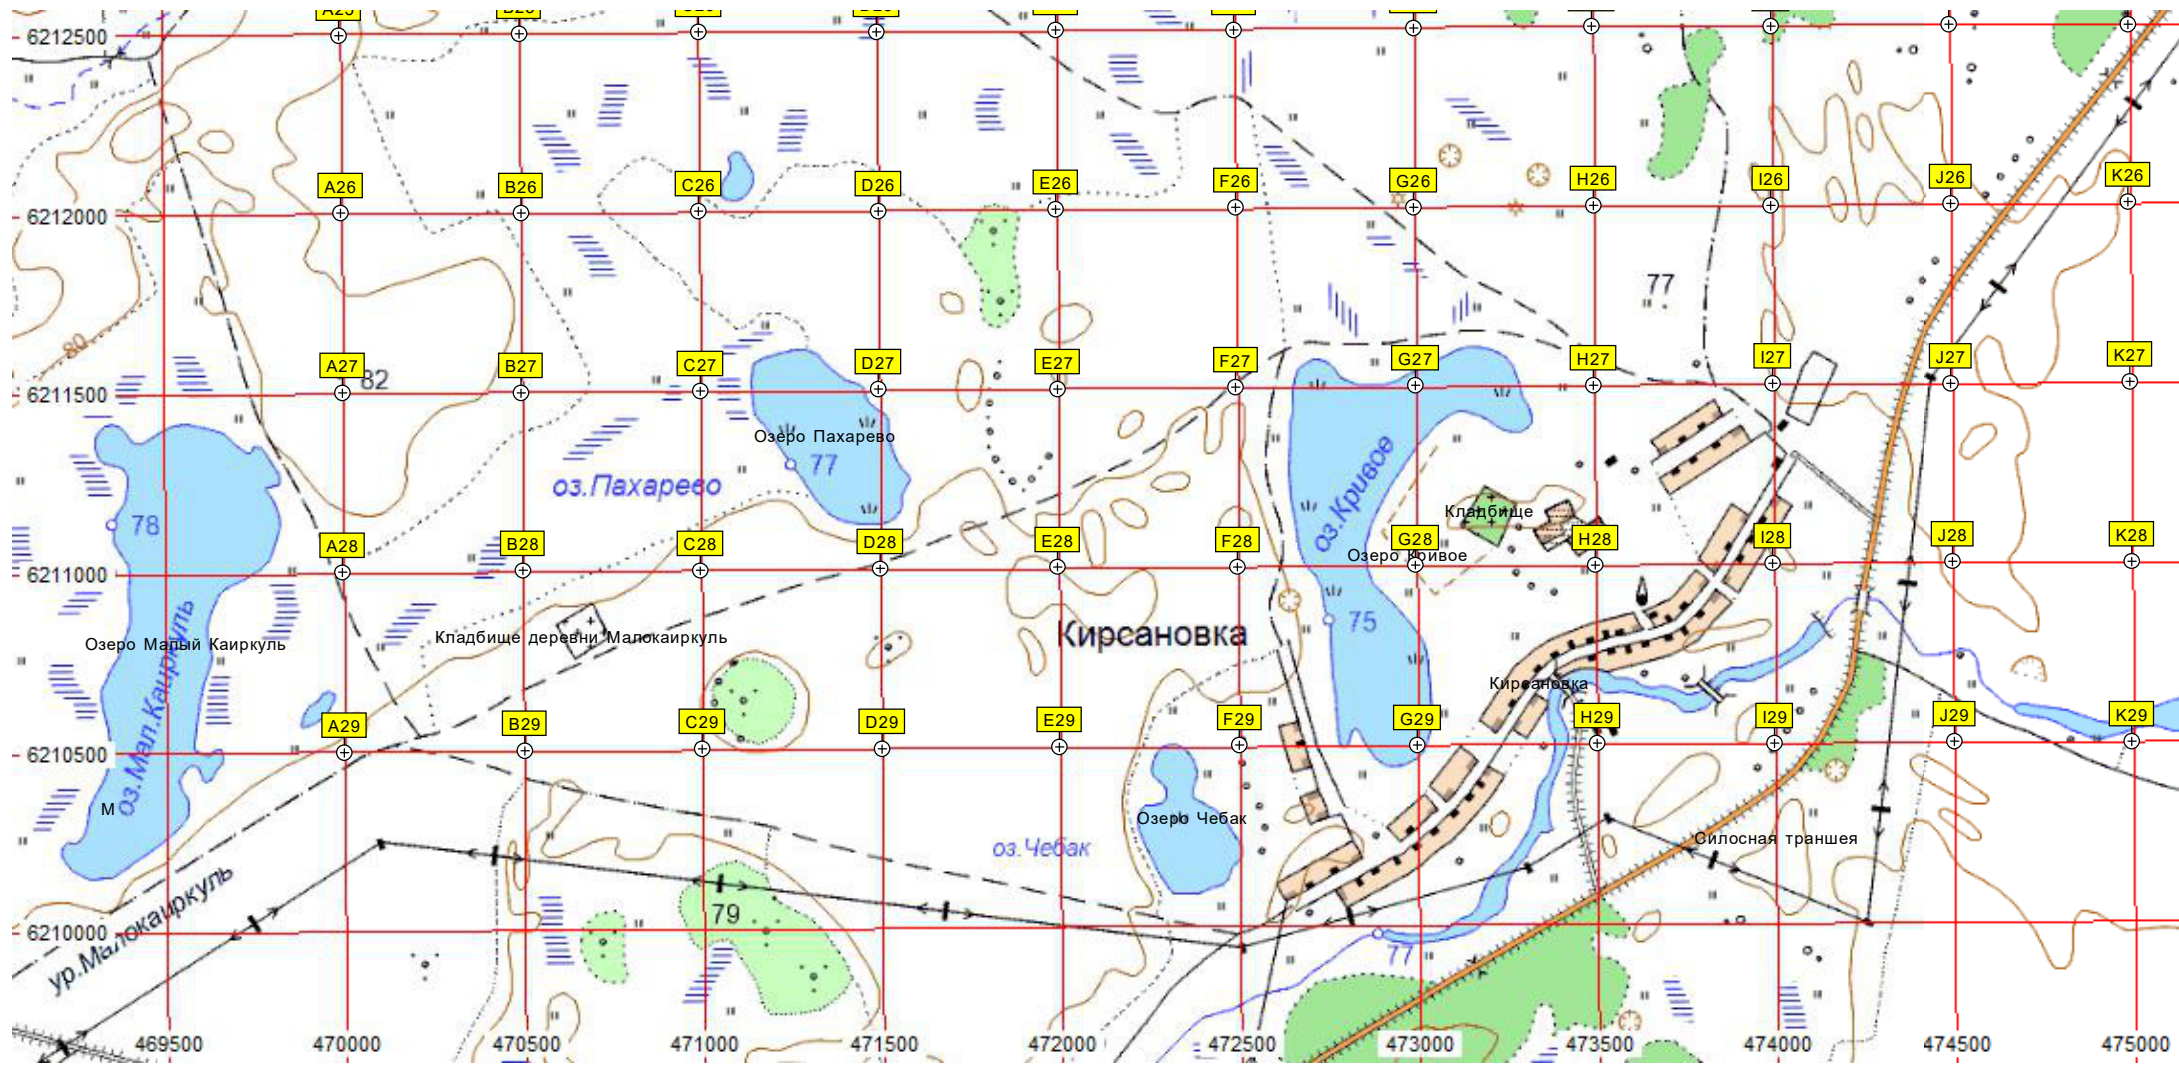 6212500
A26 B26 C26 D26 E26 F26 G26 H26 I26 J26 K26
6212000
77
80
A27 B27 C27 D27 E27 F27 G27 H27 I27 J27 K27
82
6211500
Озеро Пахарево
77
оз.Пахарево
оз.Кривое
Кладбище
78
A28 B28 C28 D28 E28 F28 G28 H28 I28 J28 K28
Озеро Кривое
6211000
75
Кирсановка
Кладбище деревни Малокаиркуль
Озеро Малый Каиркуль
оз.Мал.Каиркуль
Кирсановка
A29 B29 C29 D29 E29 F29 G29 H29 I29 J29 K29
6210500
М
Озеро Чебак
оз.Чебак
Силосная траншея
79
6210000
ур.Малокаиркуль
77
469500 470000 470500 471000 471500 472000 472500 473000 473500 474000 474500 475000